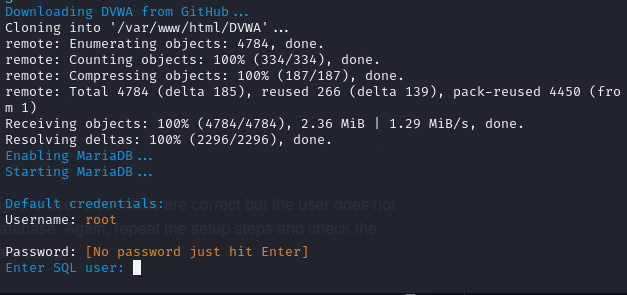 Downloading DVWA from GitHub...
Cloning into '/var/www/html/DVWA'...
remote: Enumerating objects: 4784, done.
remote: Counting objects: 100% (334/334), done.
remote: Compressing objects: 100% (187/187), done.
remote: Total 4784 (delta 185), reused 266 (delta 139), pack-reused 4450 (fro
m 1)
Receiving objects: 100% (4784/4784), 2.36 MiB | 1.29 MiB/s, done.
Resolving deltas: 100% (2296/2296), done.
Enabling MariaDB...
Starting MariaDB...
Default credentials:
are correct but the user does not
Username: root
atabase. Again, repeat the setup steps and check the
Password: [No password just hit Enter]
Enter SQL user: